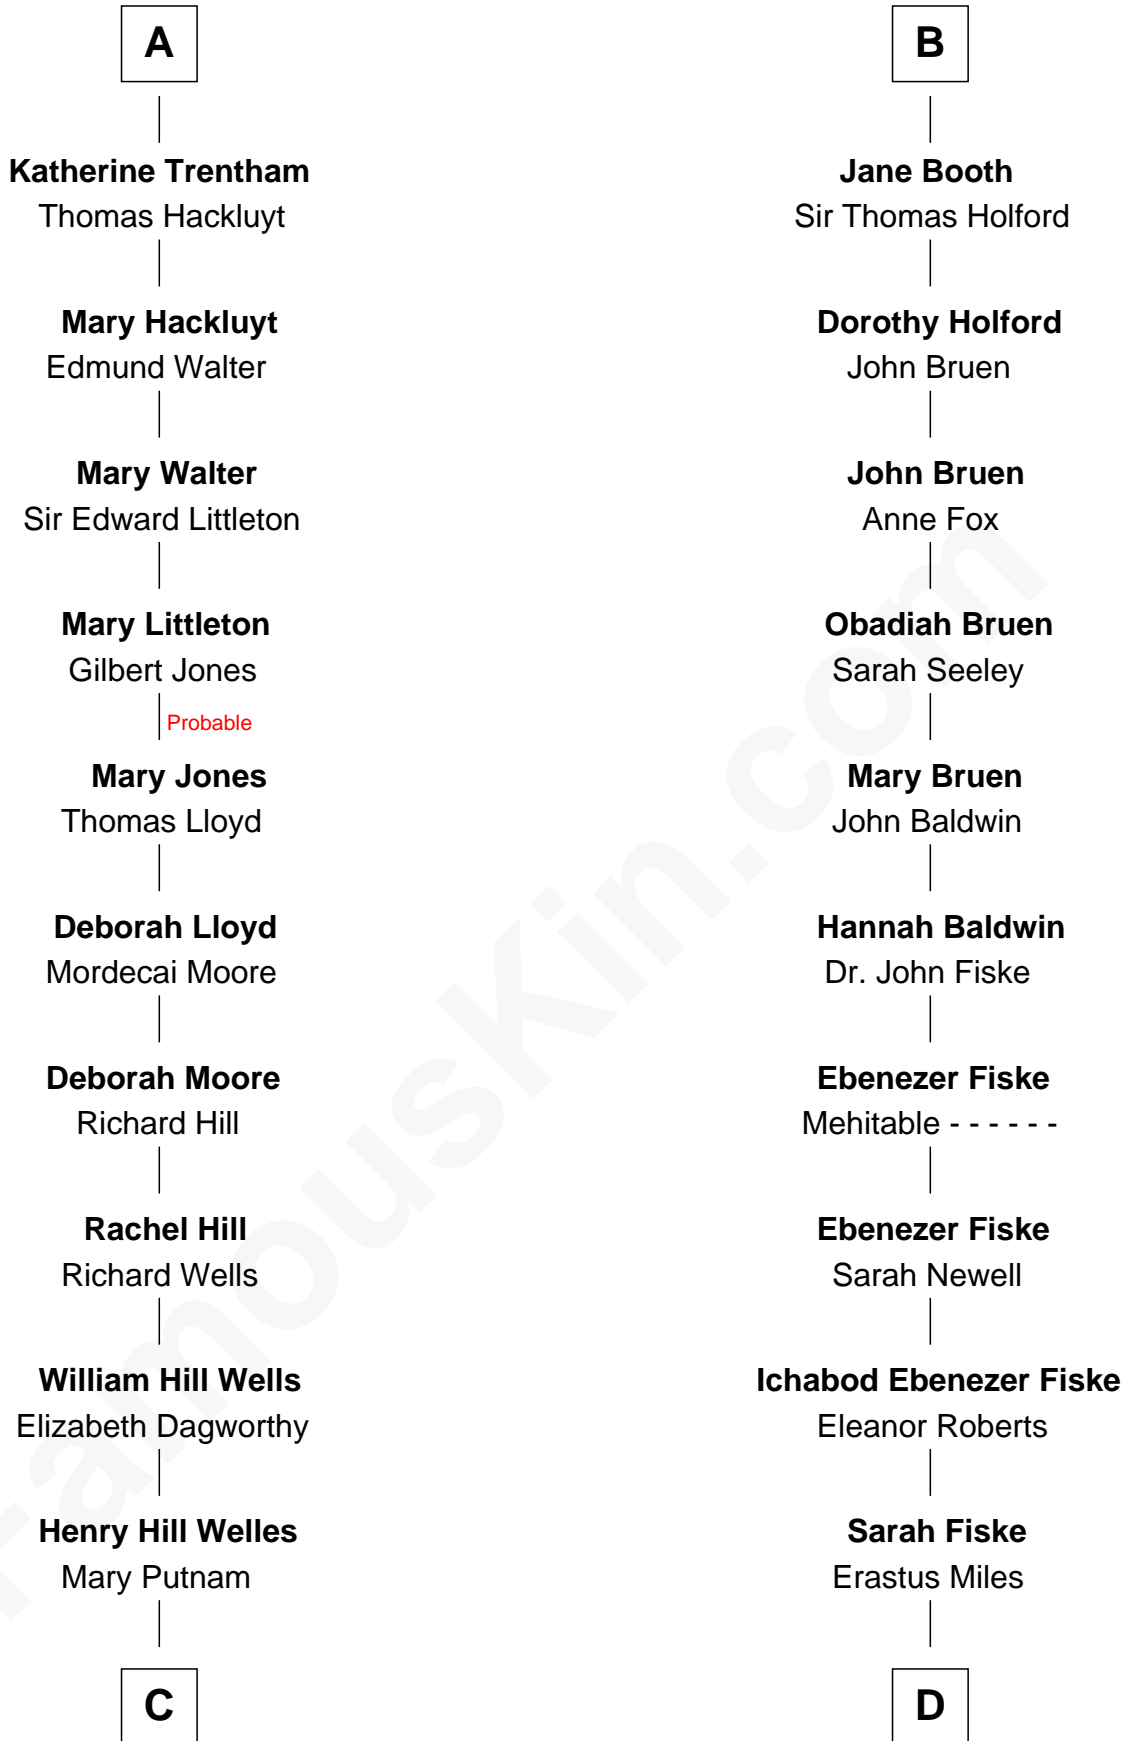 A
Katherine Trentham
Thomas Hackluyt
Mary Hackluyt
Edmund Walter
Mary Walter
Sir Edward Littleton
Mary Littleton
Gilbert Jones
Probable
Mary Jones
Thomas Lloyd
Deborah Lloyd
Mordecai Moore
Deborah Moore
Richard Hill
Rachel Hill
Richard Wells
William Hill Wells
Elizabeth Dagworthy
Henry Hill Welles
Mary Putnam
C
B
Jane Booth
Sir Thomas Holford
Dorothy Holford
John Bruen
John Bruen
Anne Fox
Obadiah Bruen
Sarah Seeley
Mary Bruen
John Baldwin
Hannah Baldwin
Dr. John Fiske
Ebenezer Fiske
Mehitable - - - - - -
Ebenezer Fiske
Sarah Newell
Ichabod Ebenezer Fiske
Eleanor Roberts
Sarah Fiske
Erastus Miles
D
FamousKin.com